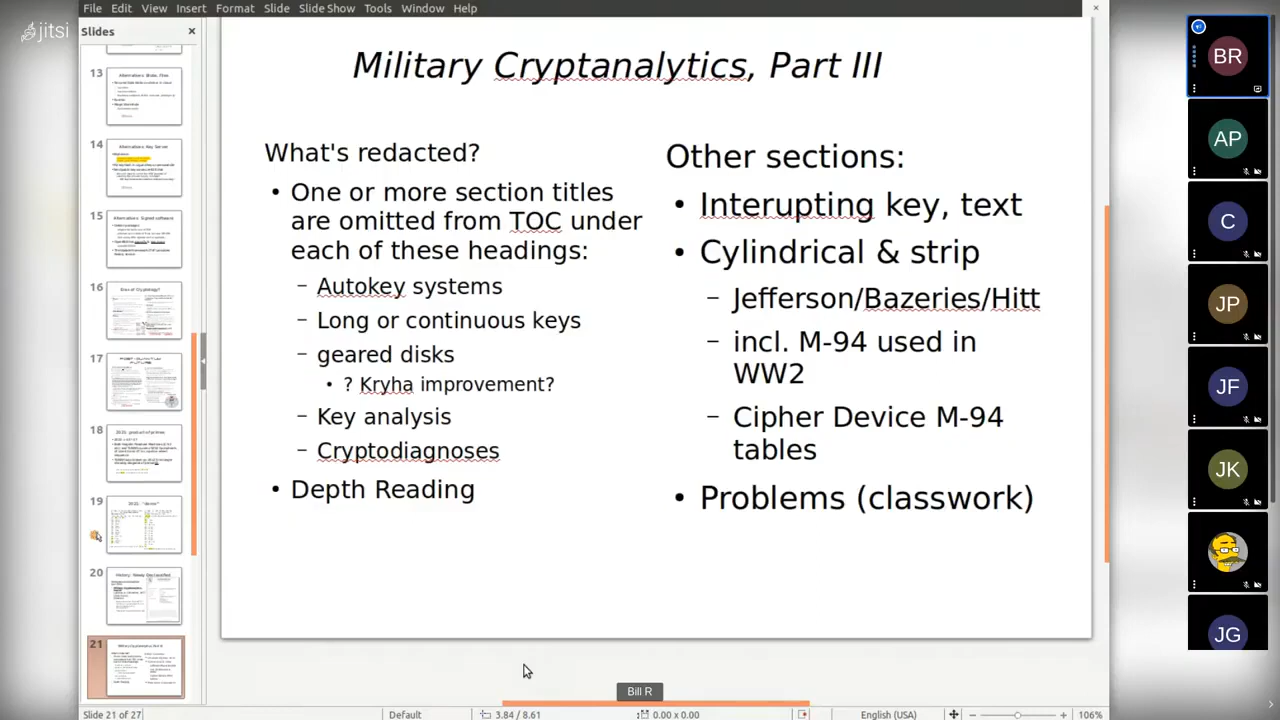 File Edit View Insert Format Slide Slide Show Tools Window Help
jitsi
Slides
13
14
15
16
17
18
19
20
21
Military Cryptanalytics, Part III
What's redacted?
• One or more section titles
are omitted from TOC under
each of these headings:
– Autokey systems
– Long or continuous keys
– geared disks
• ? Kryha improvement?
– Key analysis
– Cryptodiagnoses
• Depth Reading
Other sections:
• Interupting key, text
• Cylindrical & strip
– Jefferson/Bazeries/Hitt
– incl. M-94 used in
WW2
– Cipher Device M-94
tables
• Problems (classwork)
BR
AP
C
JP
JF
JK
JG
Bill R
Slide 21 of 27
Default
3.84 / 8.61
0.00 x 0.00
English (USA)
106%